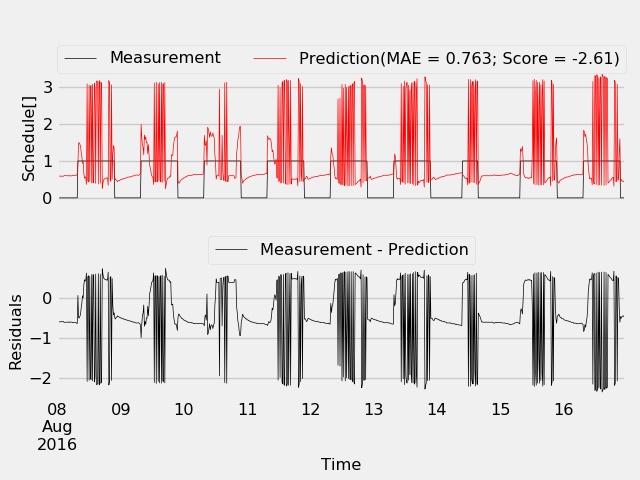 Measurement Prediction(MAE = 0.763; Score = -2.61)
Schedule[]
3
2
1
0
Measurement - Prediction
Residuals
0
−1
−2
08 09 10 11 12 13 14 15 16
Aug
2016
Time